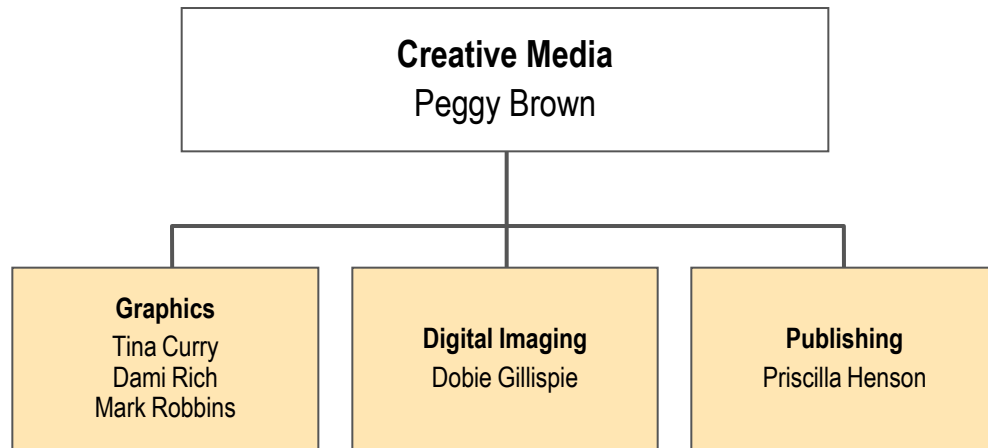 Creative Media
Peggy Brown
Graphics
Tina Curry
Dami Rich
Mark Robbins
Digital Imaging
Dobie Gillispie
Publishing
Priscilla Henson